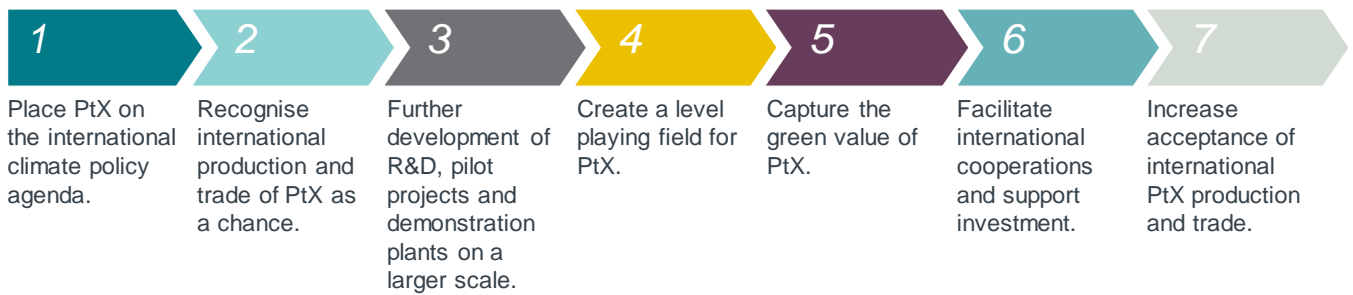 1
Place PtX on
the international
climate policy
agenda.
2
Recognise
international
production and
trade of PtX as
a chance.
3
Further
development of
R&D, pilot
projects and
demonstration
plants on a
larger scale.
4
Create a level
playing field for
PtX.
5
Capture the
green value of
PtX.
6
Facilitate
international
cooperations
and support
investment.
7
Increase
acceptance of
international
PtX production
and trade.